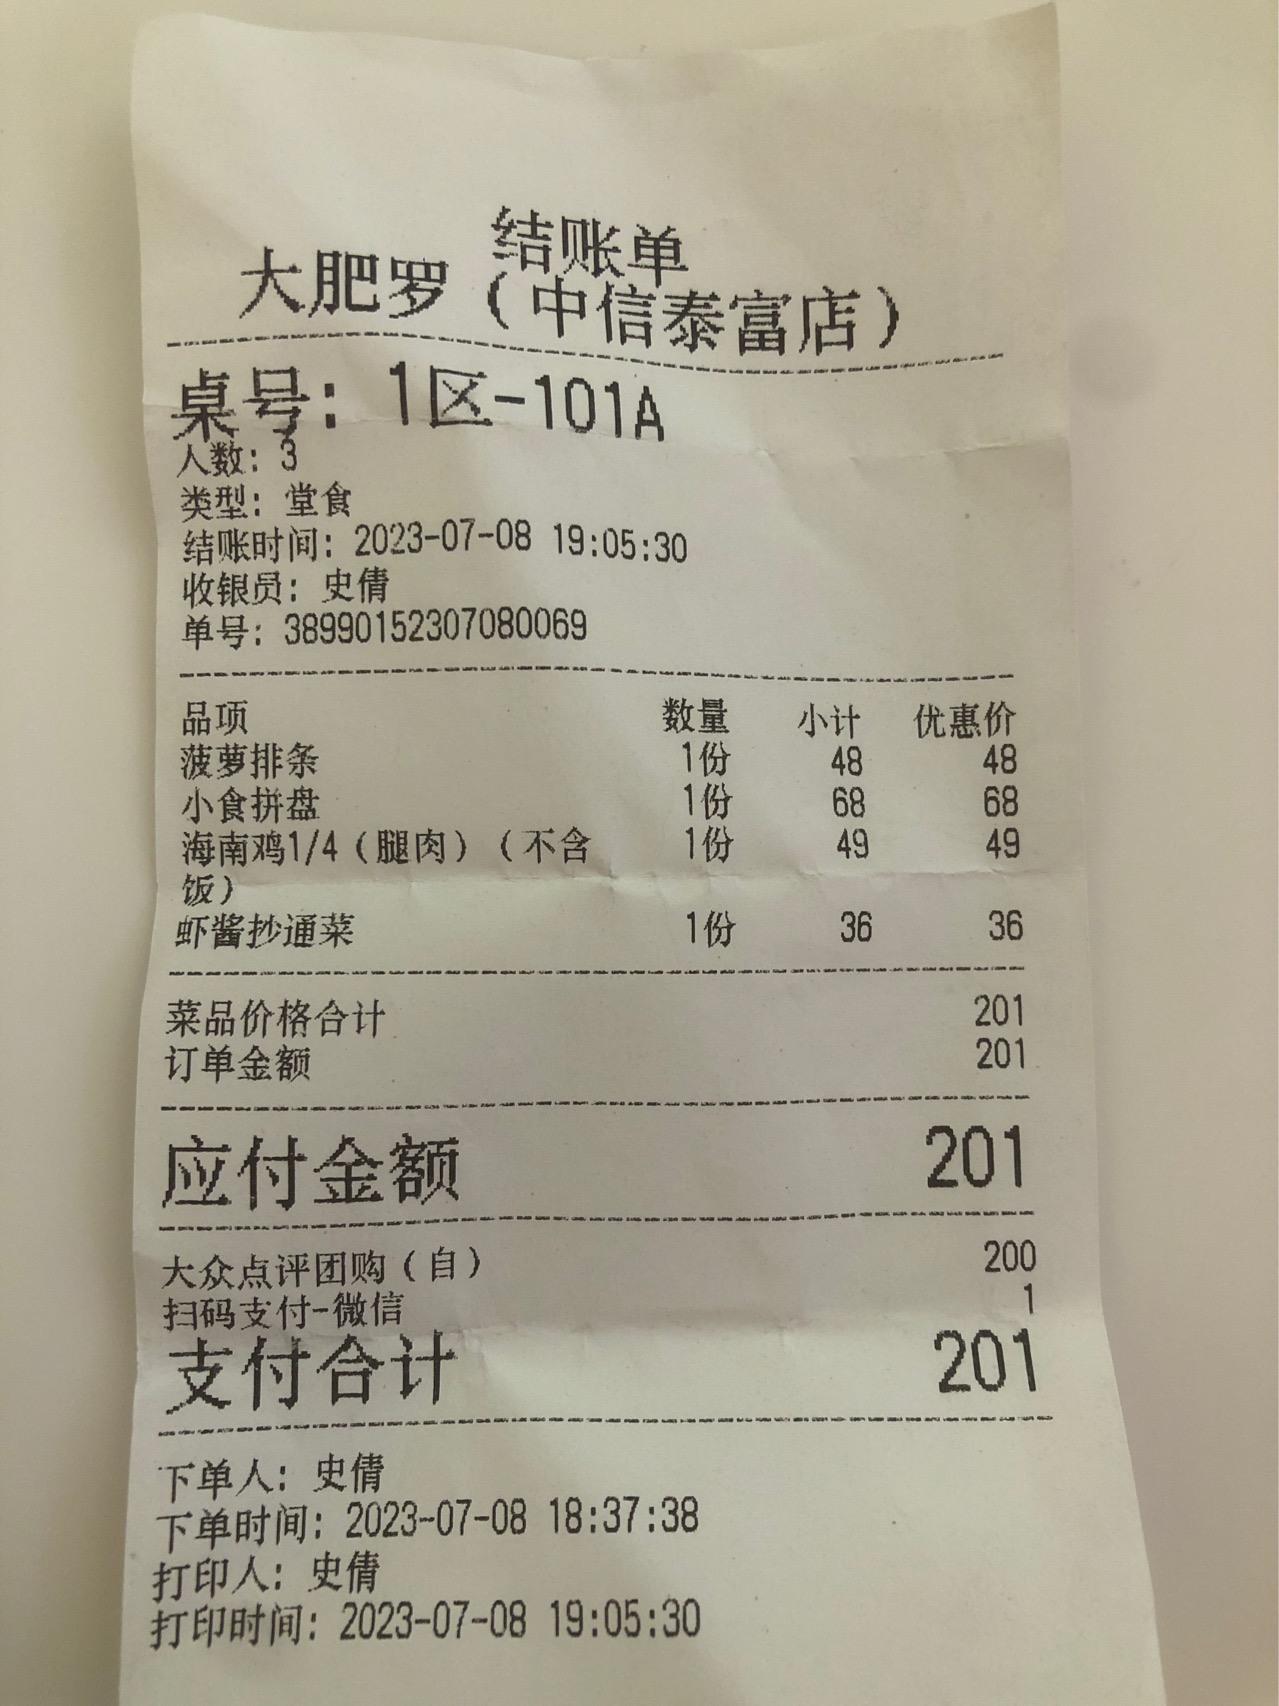 结账单
大肥罗（中信泰富店）
桌号: 1区-101A
人数: 3
类型: 堂食
结账时间: 2023-07-08 19:05:30
收银员: 史倩
单号: 38990152307080069
品项 数量 小计 优惠价
菠萝排条 1份 48 48
小食拼盘 1份 68 68
海南鸡1/4（腿肉）（不含 1份 49 49
饭）
虾酱抄通菜 1份 36 36
菜品价格合计 201
订单金额 201
应付金额 201
大众点评团购（自） 200
扫码支付-微信 1
支付合计 201
下单人: 史倩
下单时间: 2023-07-08 18:37:38
打印人: 史倩
打印时间: 2023-07-08 19:05:30